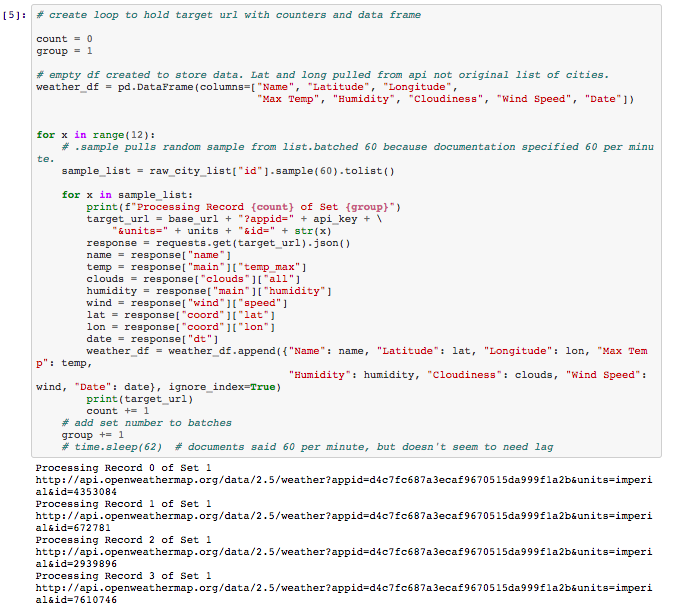 [5]: # create loop to hold target url with counters and data frame
count = 0
group = 1
# empty df created to store data. Lat and long pulled from api not original list of cities.
weather_df = pd.DataFrame(columns=["Name", "Latitude", "Longitude",
"Max Temp", "Humidity", "Cloudiness", "Wind Speed", "Date"])
for x in range(12):
# .sample pulls random sample from list.batched 60 because documentation specified 60 per minu
te.
sample_list = raw_city_list["id"].sample(60).tolist()
for x in sample_list:
print(f"Processing Record {count} of Set {group}")
target_url = base_url + "?appid=" + api_key + \
"&units=" + units + "&id=" + str(x)
response = requests.get(target_url).json()
name = response["name"]
temp = response["main"]["temp_max"]
clouds = response["clouds"]["all"]
humidity = response["main"]["humidity"]
wind = response["wind"]["speed"]
lat = response["coord"]["lat"]
lon = response["coord"]["lon"]
date = response["dt"]
weather_df = weather_df.append({"Name": name, "Latitude": lat, "Longitude": lon, "Max Tem
p": temp,
"Humidity": humidity, "Cloudiness": clouds, "Wind Speed":
wind, "Date": date}, ignore_index=True)
print(target_url)
count += 1
# add set number to batches
group += 1
# time.sleep(62)  # documents said 60 per minute, but doesn't seem to need lag
Processing Record 0 of Set 1
http://api.openweathermap.org/data/2.5/weather?appid=d4c7fc687a3ecaf9670515da999f1a2b&units=imperi
al&id=4353084
Processing Record 1 of Set 1
http://api.openweathermap.org/data/2.5/weather?appid=d4c7fc687a3ecaf9670515da999f1a2b&units=imperi
al&id=672781
Processing Record 2 of Set 1
http://api.openweathermap.org/data/2.5/weather?appid=d4c7fc687a3ecaf9670515da999f1a2b&units=imperi
al&id=2939896
Processing Record 3 of Set 1
http://api.openweathermap.org/data/2.5/weather?appid=d4c7fc687a3ecaf9670515da999f1a2b&units=imperi
al&id=7610746